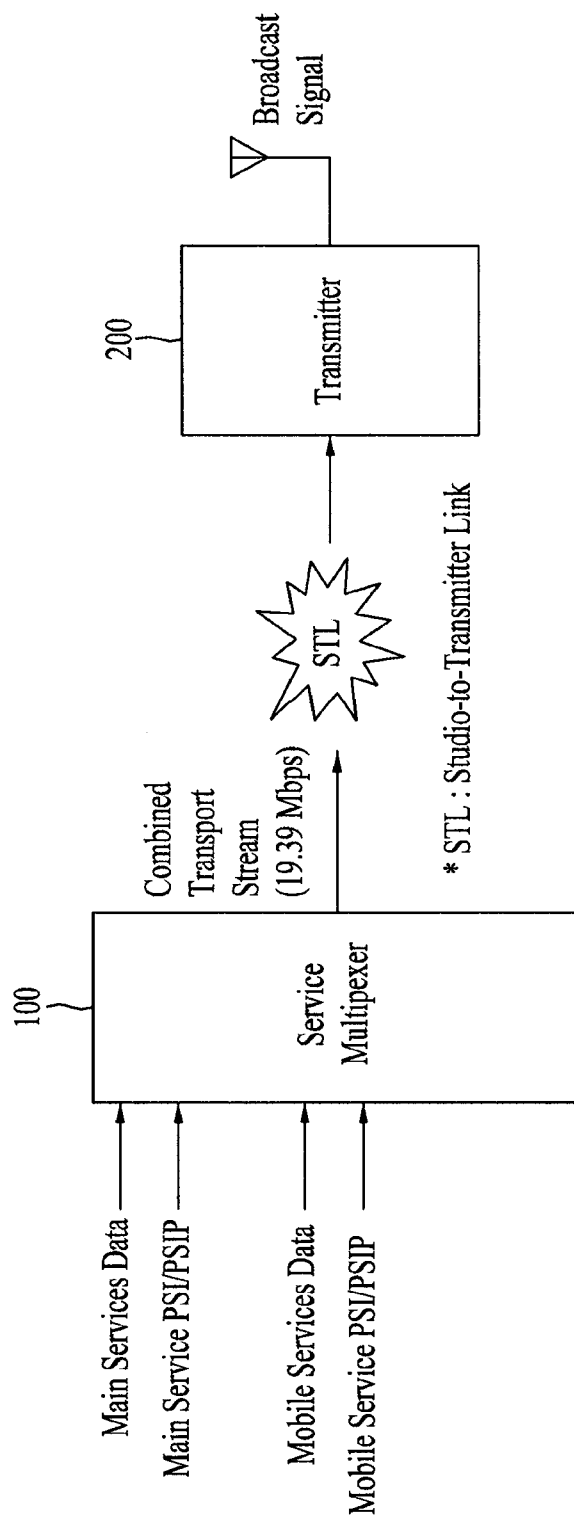 Main Services Data
Main Service PSI/PSIP
Mobile Services Data
Mobile Service PSI/PSIP
100
Service
Multipexer
Combined
Transport
Stream
(19.39 Mbps)
STL
200
Transmitter
Broadcast
Signal
* STL : Studio-to-Transmitter Link